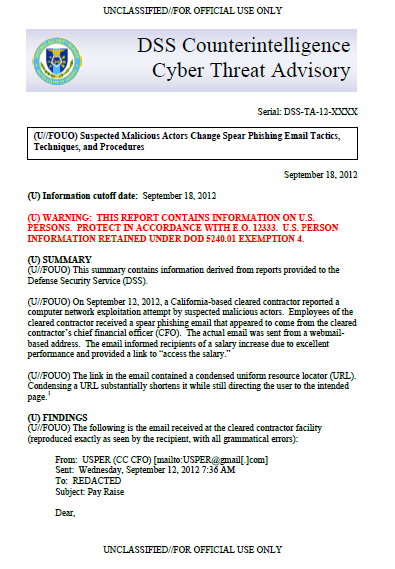 UNCLASSIFIED//FOR OFFICIAL USE ONLY
DSS Counterintelligence
Cyber Threat Advisory
Serial: DSS-TA-12-XXXX
(U//FOUO) Suspected Malicious Actors Change Spear Phishing Email Tactics,
Techniques, and Procedures
September 18, 2012
(U) Information cutoff date: September 18, 2012
(U) WARNING: THIS REPORT CONTAINS INFORMATION ON U.S.
PERSONS. PROTECT IN ACCORDANCE WITH E.O. 12333. U.S. PERSON
INFORMATION RETAINED UNDER DOD 5240.01 EXEMPTION 4.
(U) SUMMARY
(U//FOUO) This summary contains information derived from reports provided to the
Defense Security Service (DSS).
(U//FOUO) On September 12, 2012, a California-based cleared contractor reported a
computer network exploitation attempt by suspected malicious actors. Employees of the
cleared contractor received a spear phishing email that appeared to come from the cleared
contractor's chief financial officer (CFO). The actual email was sent from a webmail-
based address. The email informed recipients of a salary increase due to excellent
performance and provided a link to "access the salary."
(U//FOUO) The link in the email contained a condensed uniform resource locator (URL).
Condensing a URL substantially shortens it while still directing the user to the intended
page.1
(U) FINDINGS
(U//FOUO) The following is the email received at the cleared contractor facility
(reproduced exactly as seen by the recipient, with all grammatical errors):
From: USPER (CC CFO) [mailto:USPER@gmail[.]com]
Sent: Wednesday, September 12, 2012 7:36 AM
To: REDACTED
Subject: Pay Raise
Dear,
UNCLASSIFIED//FOR OFFICIAL USE ONLY